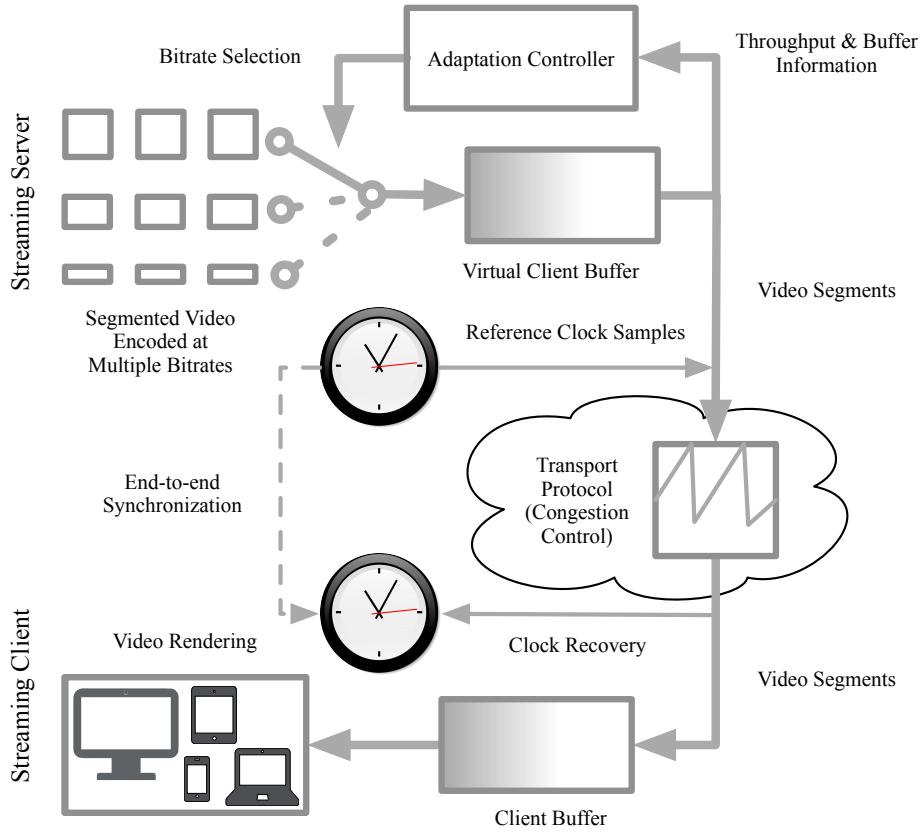 Bitrate Selection
Adaptation Controller
Throughput & Buffer
Information
Streaming Server
Virtual Client Buffer
Segmented Video
Encoded at
Multiple Bitrates
Reference Clock Samples
Video Segments
End-to-end
Synchronization
Transport
Protocol
(Congestion
Control)
Streaming Client
Video Rendering
Clock Recovery
Video Segments
Client Buffer